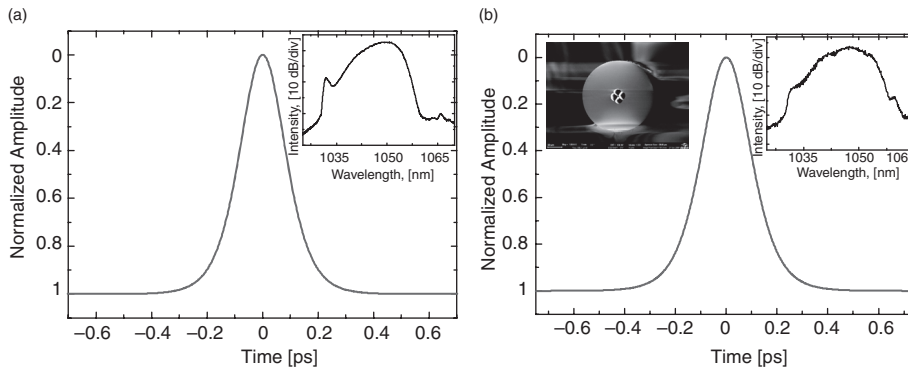 (a)
Normalized Amplitude
0
0.2
0.4
0.6
0.8
1
−0.6 −0.4 −0.2 0 0.2 0.4 0.6
Time [ps]
Intensity, [10 dB/div]
1035 1050 1065
Wavelength, [nm]
(b)
Normalized Amplitude
0
0.2
0.4
0.6
0.8
1
−0.6 −0.4 −0.2 0 0.2 0.4 0.6
Time [ps]
Intensity, [10 dB/div]
1035 1050 106
Wavelength, [nm]